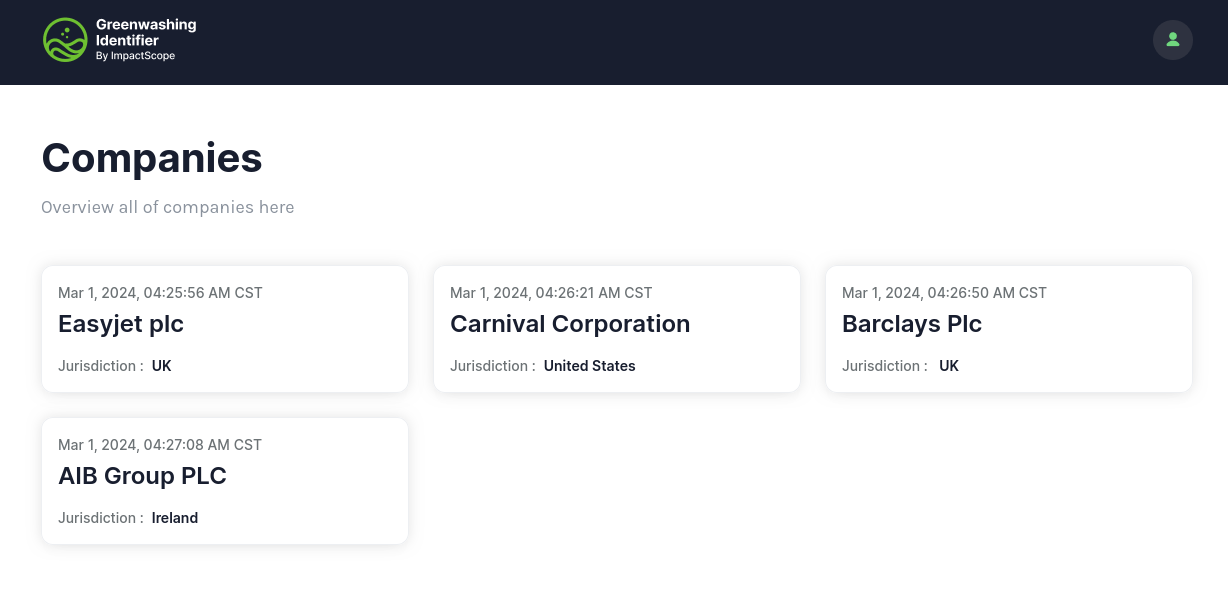 Greenwashing
Identifier
By ImpactScope
Companies
Overview all of companies here
Mar 1, 2024, 04:25:56 AM CST
Easyjet plc
Jurisdiction : UK
Mar 1, 2024, 04:26:21 AM CST
Carnival Corporation
Jurisdiction : United States
Mar 1, 2024, 04:26:50 AM CST
Barclays Plc
Jurisdiction : UK
Mar 1, 2024, 04:27:08 AM CST
AIB Group PLC
Jurisdiction : Ireland